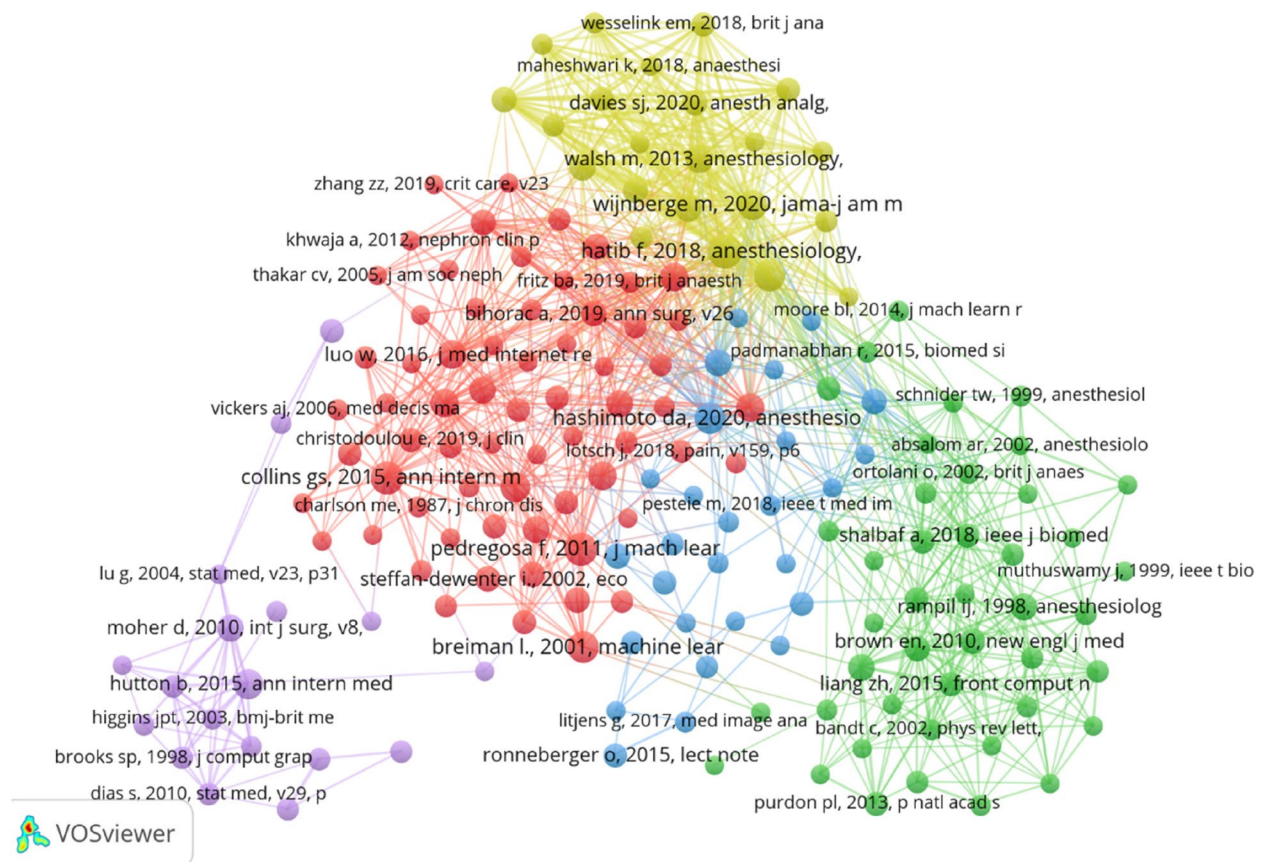 wesselink em, 2018, brit j ana
maheshwari k, 2018, anaesthesi
davies sj, 2020, anesth analg,
walsh m, 2013, anesthesiology,
zhang zz, 2019, crit care, v23
wijnberge m, 2020, jama-j am m
khwaja a, 2012, nephron clin p
hatib f, 2018, anesthesiology,
thakar cv, 2005, j am soc neph
fritz ba, 2019, brit j anaesth
bihorac a, 2019, ann surg, v26
moore bl, 2014, j mach learn r
luo w, 2016, j med internet re
padmanabhan r, 2015, biomed si
schnider tw, 1999, anesthesiol
vickers aj, 2006, med decis ma
hashimoto da, 2020, anesthesio
christodoulou e, 2019, j clin
lotsch j, 2018, pain, v159, p6
absalom ar, 2002, anesthesiolo
ortolani o, 2002, brit j anaes
collins gs, 2015, ann intern m
charlson me, 1987, j chron dis
pesteie m, 2018, ieee t med im
shalbaf a, 2018, ieee j biomed
pedregosa f, 2011, j mach lear
lu g, 2004, stat med, v23, p31
steffan-dewenter i., 2002, eco
muthuswamy j, 1999, ieee t bio
rampil ij, 1998, anesthesiolog
moher d, 2010, int j surg, v8,
breiman l., 2001, machine lear
brown en, 2010, new engl j med
hutton b, 2015, ann intern med
liang zh, 2015, front comput n
higgins jpt, 2003, bmj-brit me
litjens g, 2017, med image ana
bandt c, 2002, phys rev lett,
brooks sp, 1998, j comput grap
ronneberger o, 2015, lect note
dias s, 2010, stat med, v29, p
purdon pl, 2013, p natl acad s
VOSviewer